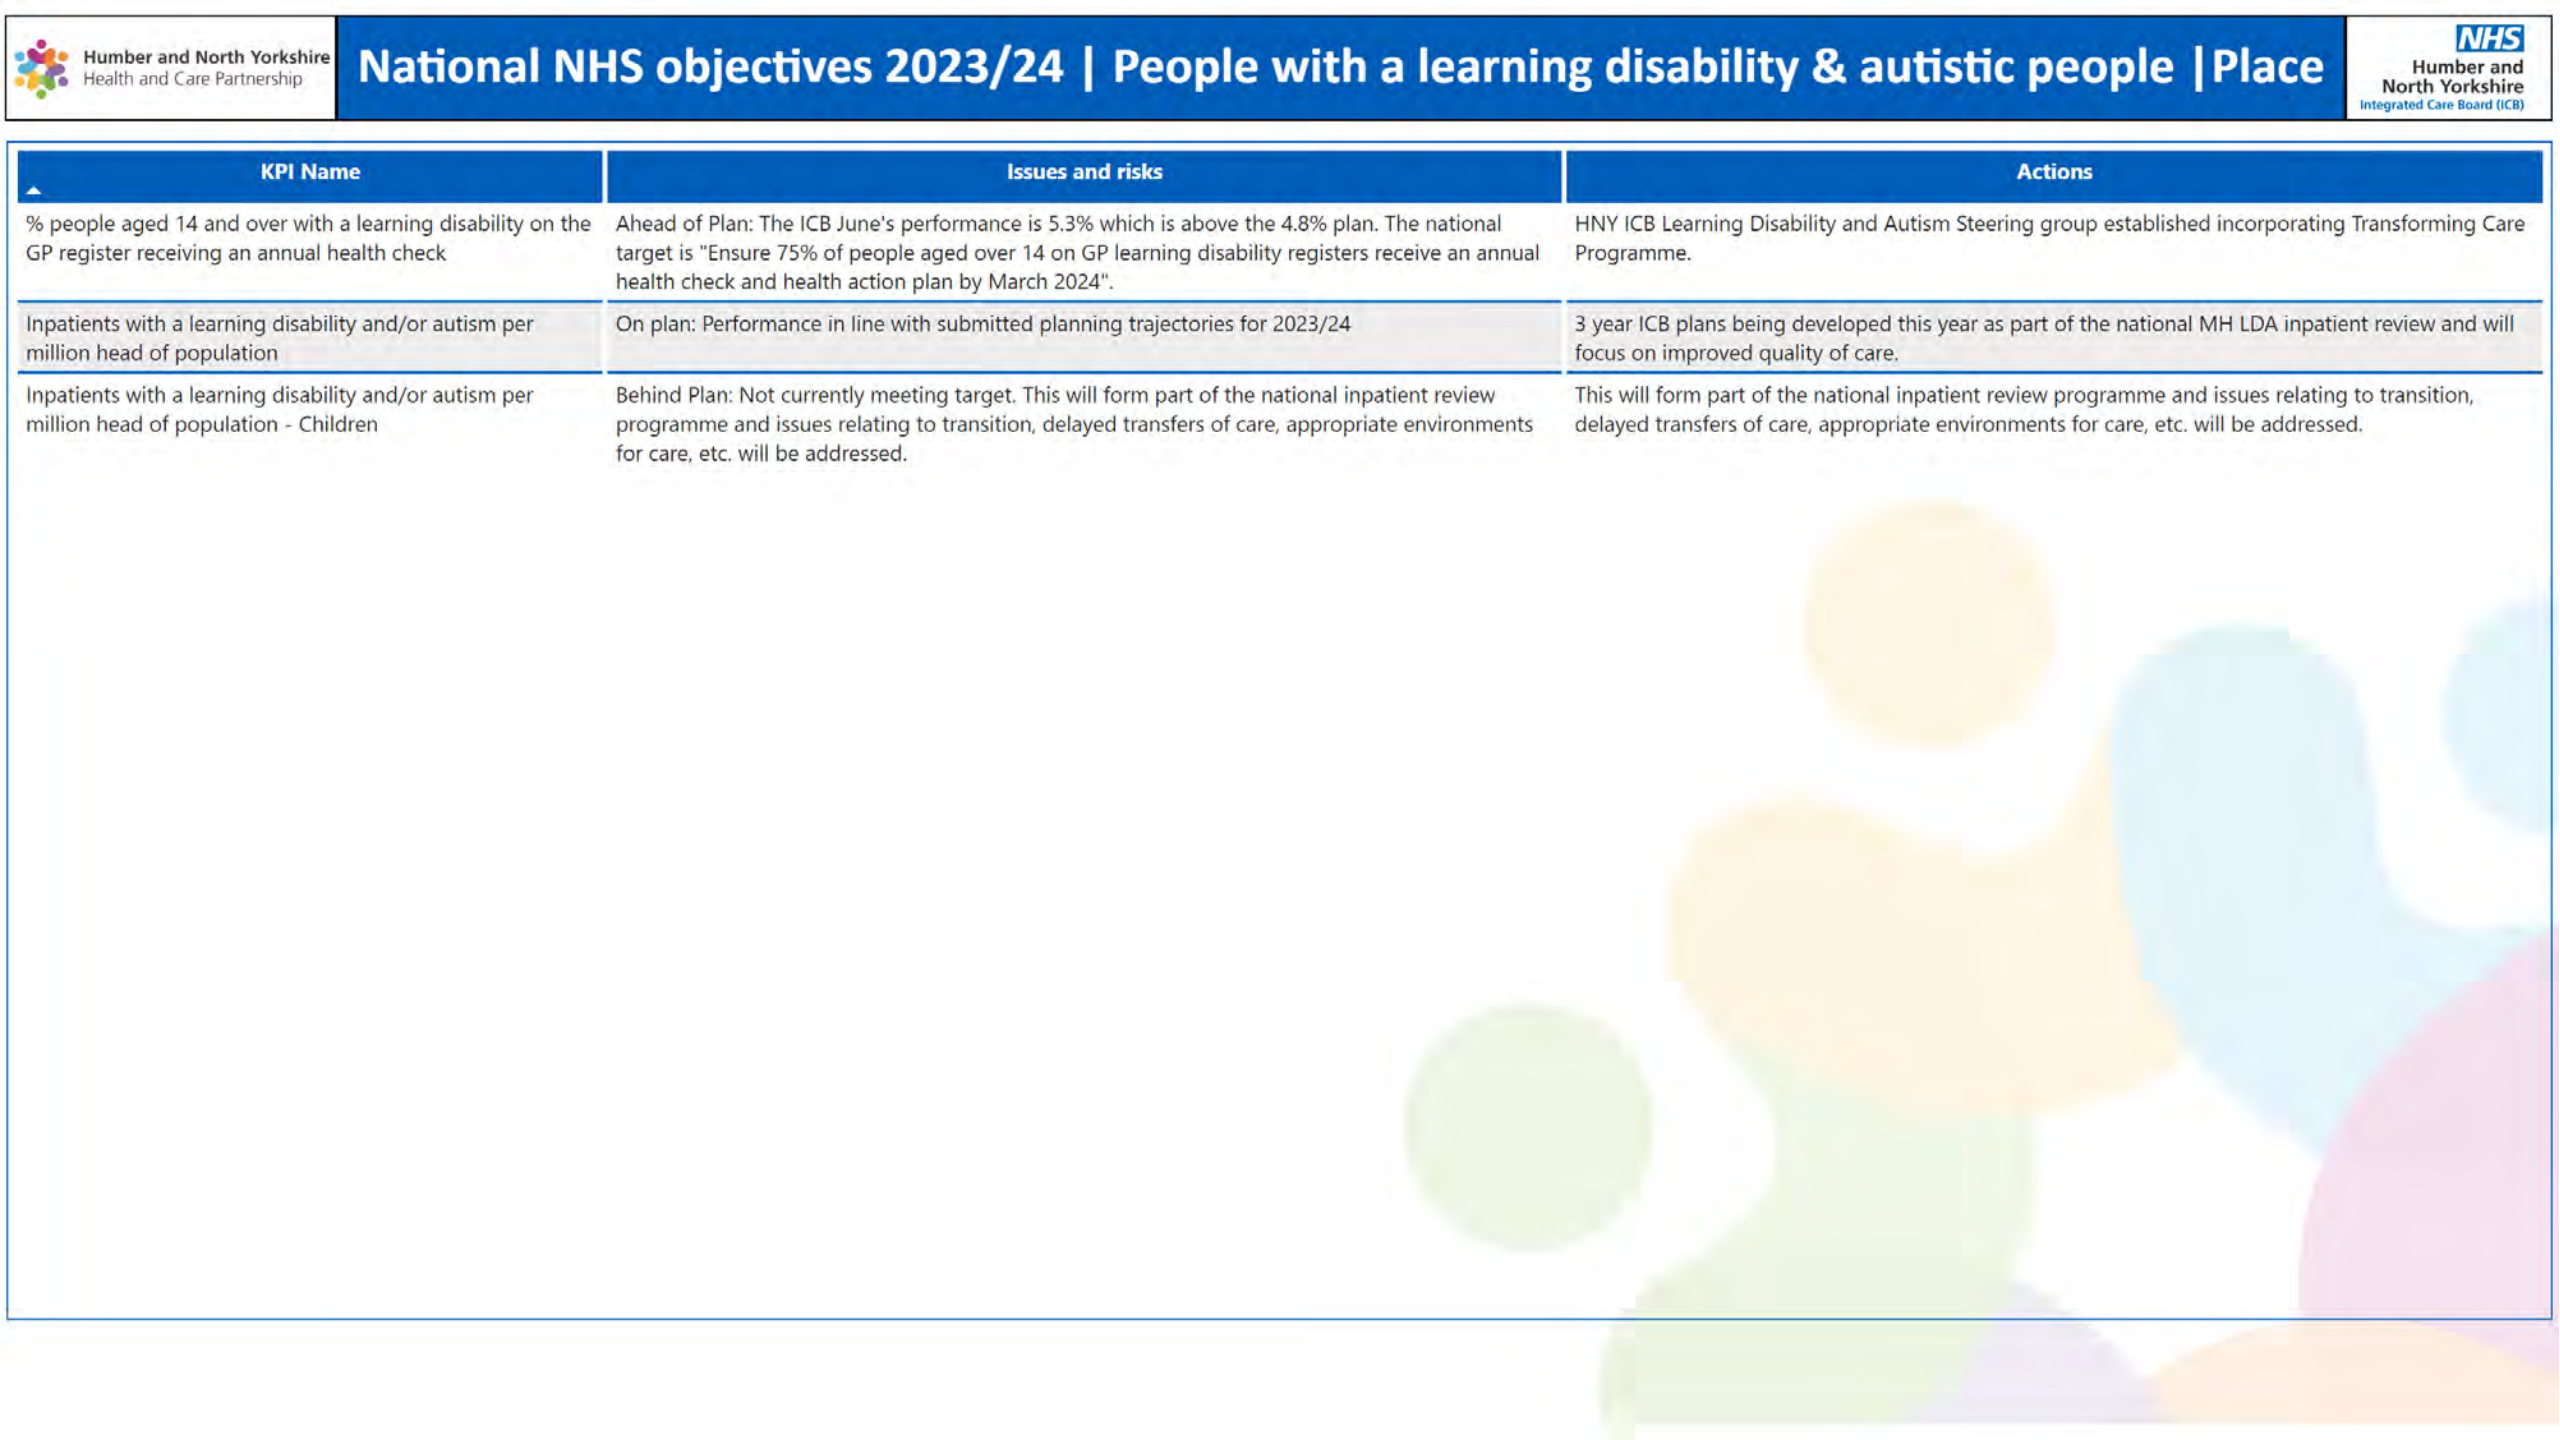 Humber and North Yorkshire
Health and Care Partnership
National NHS objectives 2023/24 | People with a learning disability & autistic people |Place
NHS
Humber and
North Yorkshire
Integrated Care Board (ICB)
KPI Name
Issues and risks
Actions
% people aged 14 and over with a learning disability on the
GP register receiving an annual health check
Ahead of Plan: The ICB June's performance is 5.3% which is above the 4.8% plan. The national
target is "Ensure 75% of people aged over 14 on GP learning disability registers receive an annual
health check and health action plan by March 2024".
HNY ICB Learning Disability and Autism Steering group established incorporating Transforming Care
Programme.
Inpatients with a learning disability and/or autism per
million head of population
On plan: Performance in line with submitted planning trajectories for 2023/24
3 year ICB plans being developed this year as part of the national MH LDA inpatient review and will
focus on improved quality of care.
Inpatients with a learning disability and/or autism per
million head of population - Children
Behind Plan: Not currently meeting target. This will form part of the national inpatient review
programme and issues relating to transition, delayed transfers of care, appropriate environments
for care, etc. will be addressed.
This will form part of the national inpatient review programme and issues relating to transition,
delayed transfers of care, appropriate environments for care, etc. will be addressed.